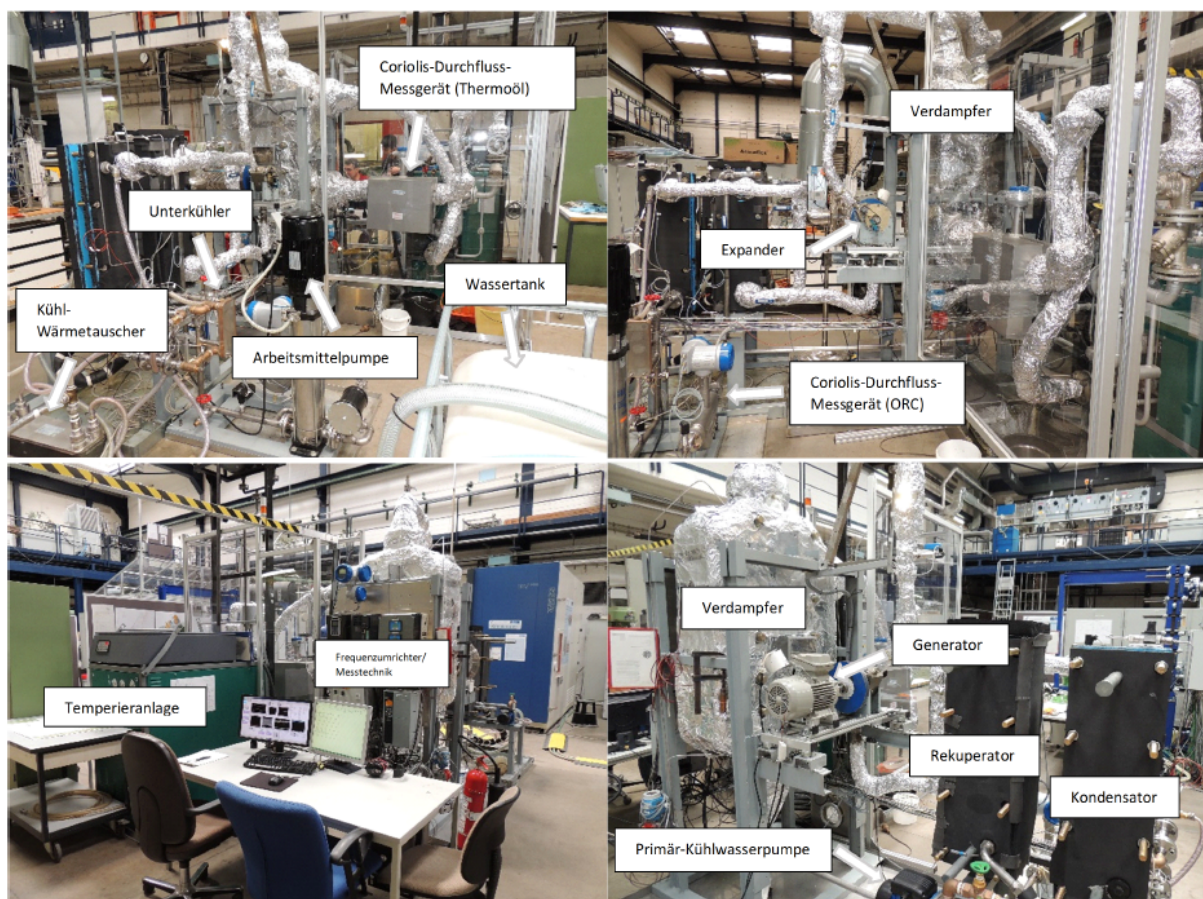 Coriolis-Durchfluss-
Messgerät (Thermoöl)
Unterkühler
Wassertank
Kühl-
Wärmetauscher
Arbeitsmittelpumpe
Verdampfer
Expander
Coriolis-Durchfluss-
Messgerät (ORC)
Frequenzumrichter/
Messtechnik
Temperieranlage
Verdampfer
Generator
Rekuperator
Kondensator
Primär-Kühlwasserpumpe